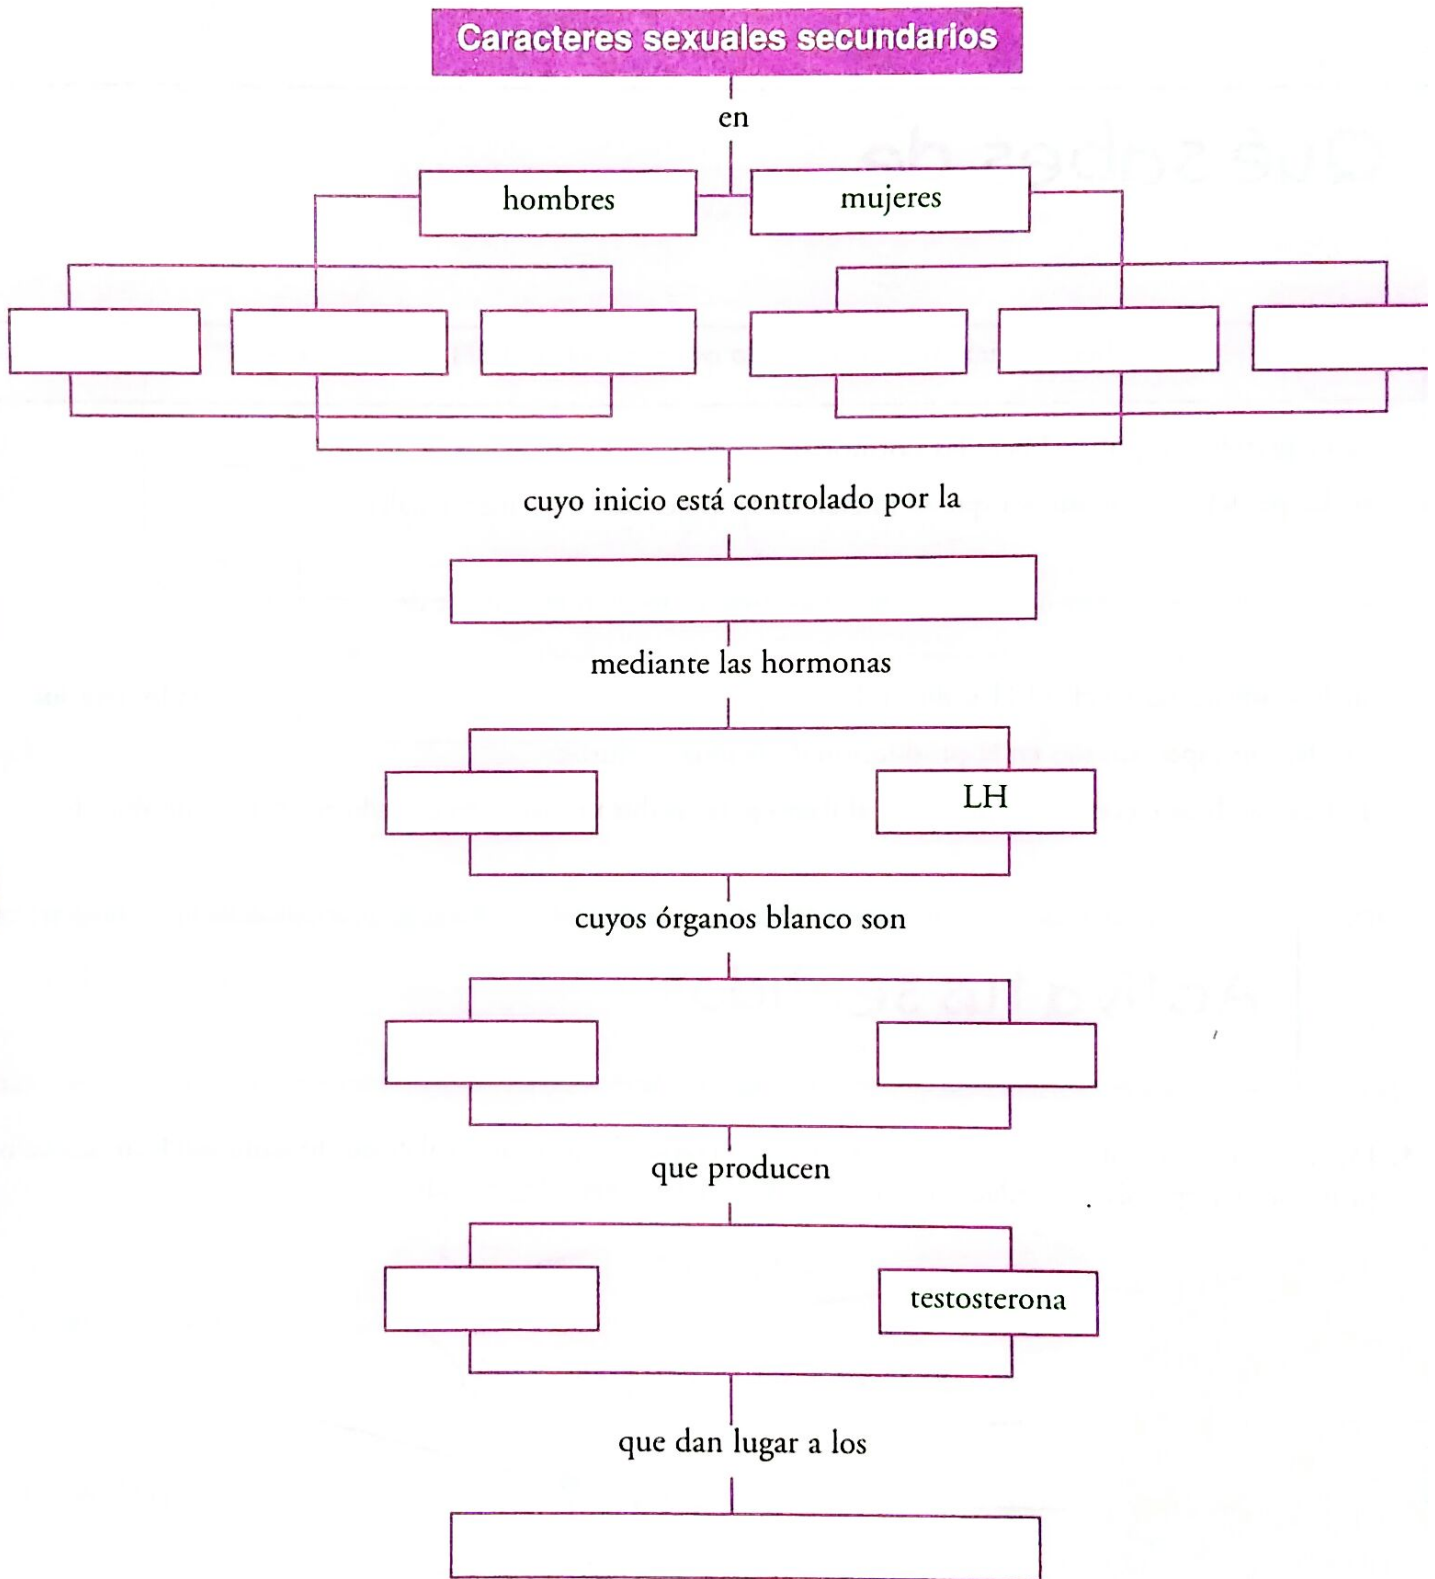 Caracteres sexuales secundarios
en
hombres
mujeres
cuyo inicio está controlado por la
mediante las hormonas
LH
cuyos órganos blanco son
que producen
testosterona
que dan lugar a los